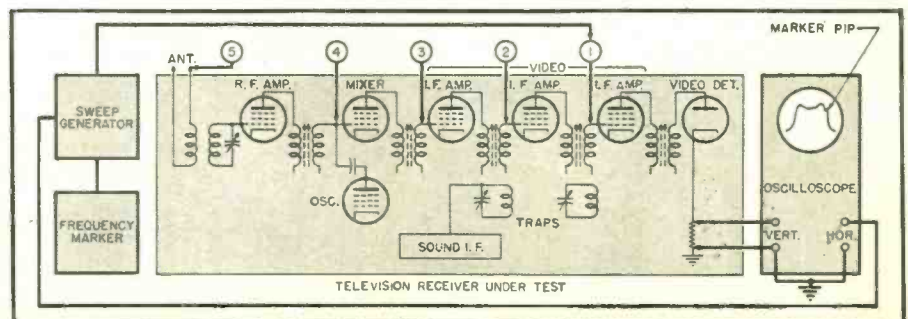 MARKER PIP
ANT.
5
4
3
2
1
VIDEO
R.F. AMP.
MIXER
I.F. AMP.
I.F. AMP.
I.F. AMP.
VIDEO DET.
SWEEP
GENERATOR
OSC.
OSCILLOSCOPE
FREQUENCY
MARKER
TRAPS
SOUND I.F.
VERT.
HOR.
TELEVISION RECEIVER UNDER TEST